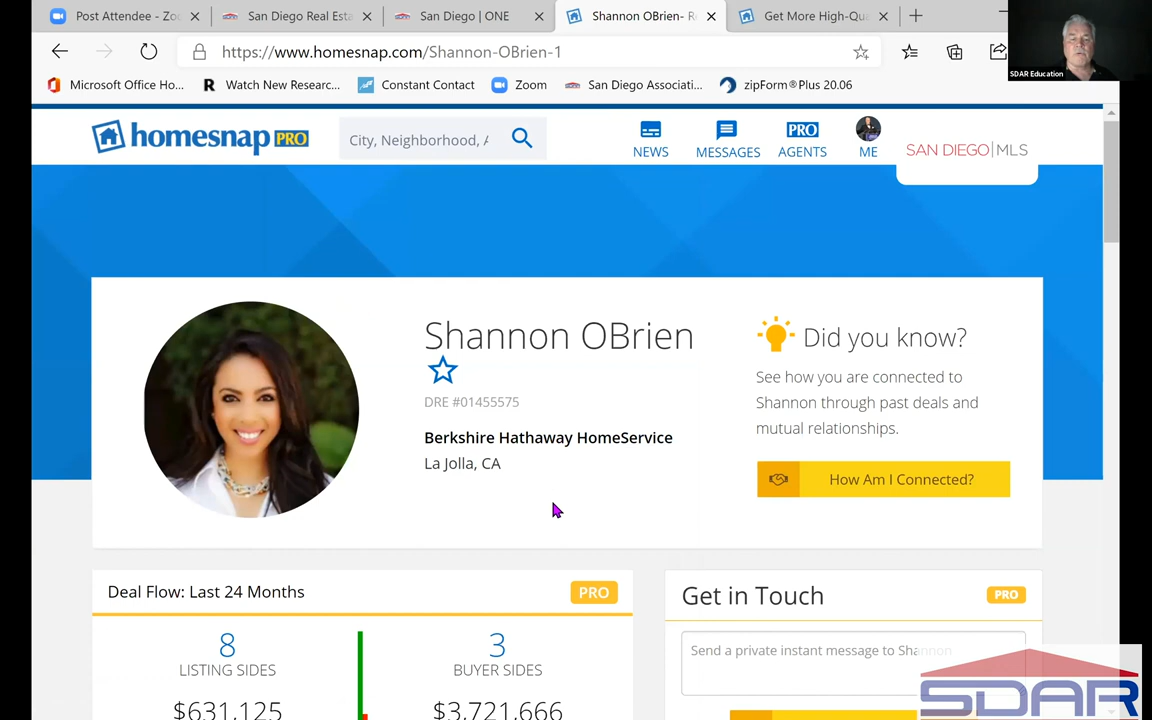 Post Attendee - Zo
San Diego Real Esta
San Diego | ONE
Shannon OBrien- R
Get More High-Qua
https://www.homesnap.com/Shannon-OBrien-1
SDAR Education
Microsoft Office Ho...
Watch New Researc...
Constant Contact
Zoom
San Diego Associati...
zipForm®Plus 20.06
homesnap PRO
City, Neighborhood, A
NEWS
MESSAGES
PRO
AGENTS
ME
SAN DIEGO|MLS
Shannon OBrien
DRE #01455575
Berkshire Hathaway HomeService
La Jolla, CA
Did you know?
See how you are connected to
Shannon through past deals and
mutual relationships.
How Am I Connected?
Deal Flow: Last 24 Months
PRO
8
LISTING SIDES
$631,125
3
BUYER SIDES
$3,721,666
Get in Touch
PRO
Send a private instant message to Shannon
SDAR